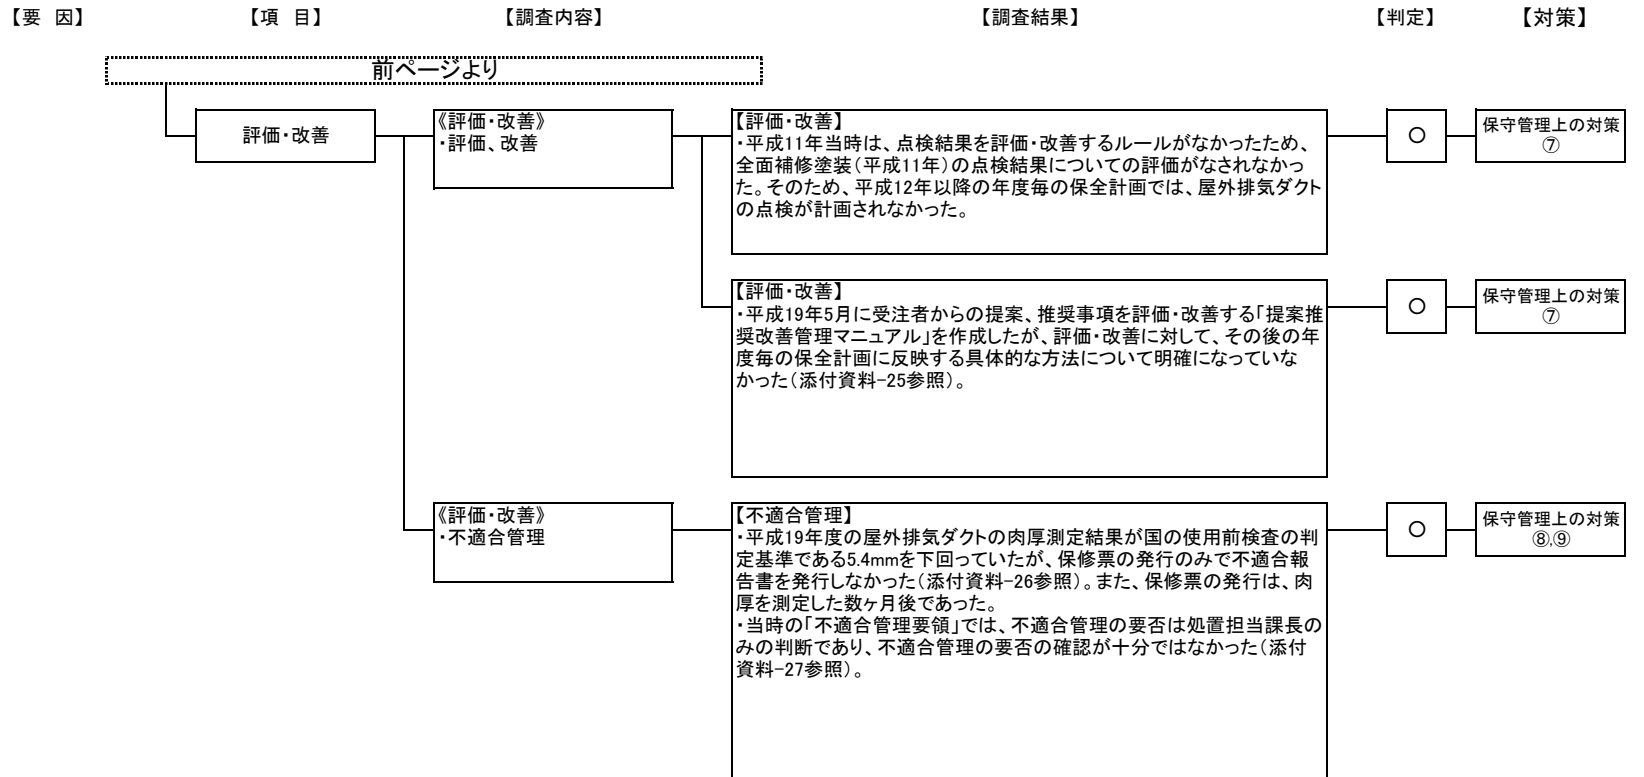 【要　因】　【項　目】　【調査内容】　【調査結果】　【判定】　【対策】
前ページより
評価・改善
《評価・改善》
・評価、改善
【評価・改善】
・平成11年当時は、点検結果を評価・改善するルールがなかったため、
全面補修塗装（平成11年）の点検結果についての評価がなされなかっ
た。そのため、平成12年以降の年度毎の保全計画では、屋外排気ダクト
の点検が計画されなかった。
○
保守管理上の対策
⑦
【評価・改善】
・平成19年5月に受注者からの提案、推奨事項を評価・改善する「提案推
奨改善管理マニュアル」を作成したが、評価・改善に対して、その後の年
度毎の保全計画に反映する具体的な方法について明確になっていな
かった（添付資料-25参照）。
○
保守管理上の対策
⑦
《評価・改善》
・不適合管理
【不適合管理】
・平成19年度の屋外排気ダクトの肉厚測定結果が国の使用前検査の判
定基準である5.4mmを下回っていたが、保修票の発行のみで不適合報
告書を発行しなかった（添付資料-26参照）。また、保修票の発行は、肉
厚を測定した数ヶ月後であった。
・当時の「不適合管理要領」では、不適合管理の要否は処置担当課長の
みの判断であり、不適合管理の要否の確認が十分ではなかった（添付
資料-27参照）。
○
保守管理上の対策
⑧,⑨